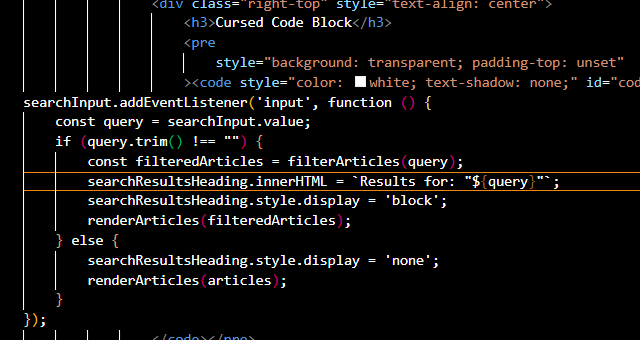 <div class="right-top" style="text-align: center">
<h3>Cursed Code Block</h3>
<pre
style="background: transparent; padding-top: unset"
><code style="color: white; text-shadow: none;" id="cod
searchInput.addEventListener('input', function () {
const query = searchInput.value;
if (query.trim() !== "") {
const filteredArticles = filterArticles(query);
searchResultsHeading.innerHTML = `Results for: "${query}"`;
searchResultsHeading.style.display = 'block';
renderArticles(filteredArticles);
} else {
searchResultsHeading.style.display = 'none';
renderArticles(articles);
}
});
</code></pre>